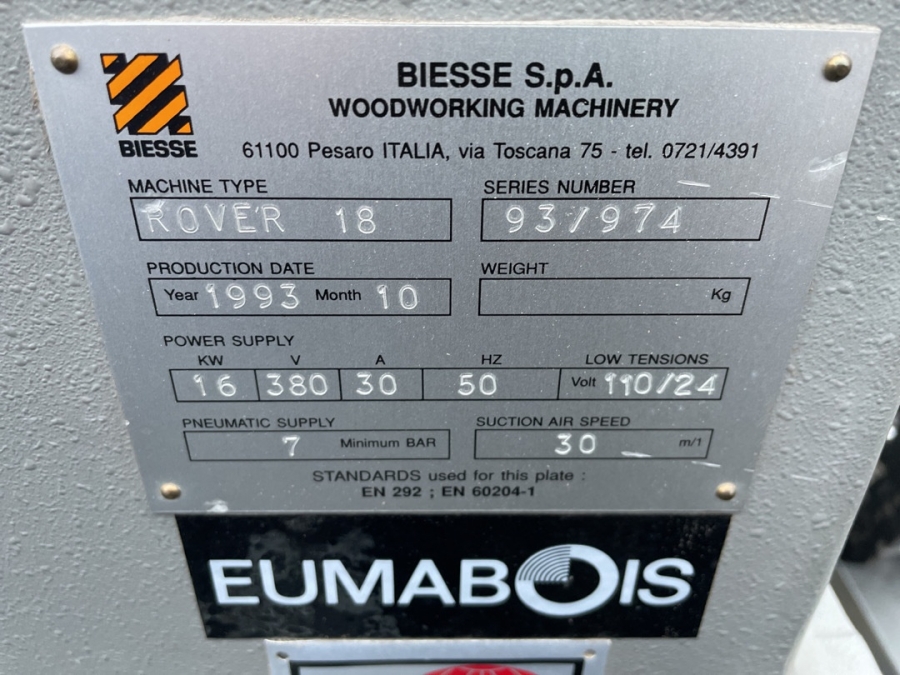 BIESSE S.p.A.
WOODWORKING MACHINERY
BIESSE
61100 Pesaro ITALIA, via Toscana 75 - tel. 0721/4391
MACHINE TYPE SERIES NUMBER
ROVER 18 93/974
PRODUCTION DATE WEIGHT
Year 1993 Month 10 Kg
POWER SUPPLY
KW V A HZ LOW TENSIONS
16 380 30 50 Volt 110/24
PNEUMATIC SUPPLY SUCTION AIR SPEED
7 Minimum BAR 30 m/1
STANDARDS used for this plate :
EN 292 ; EN 60204-1
EUMABOIS